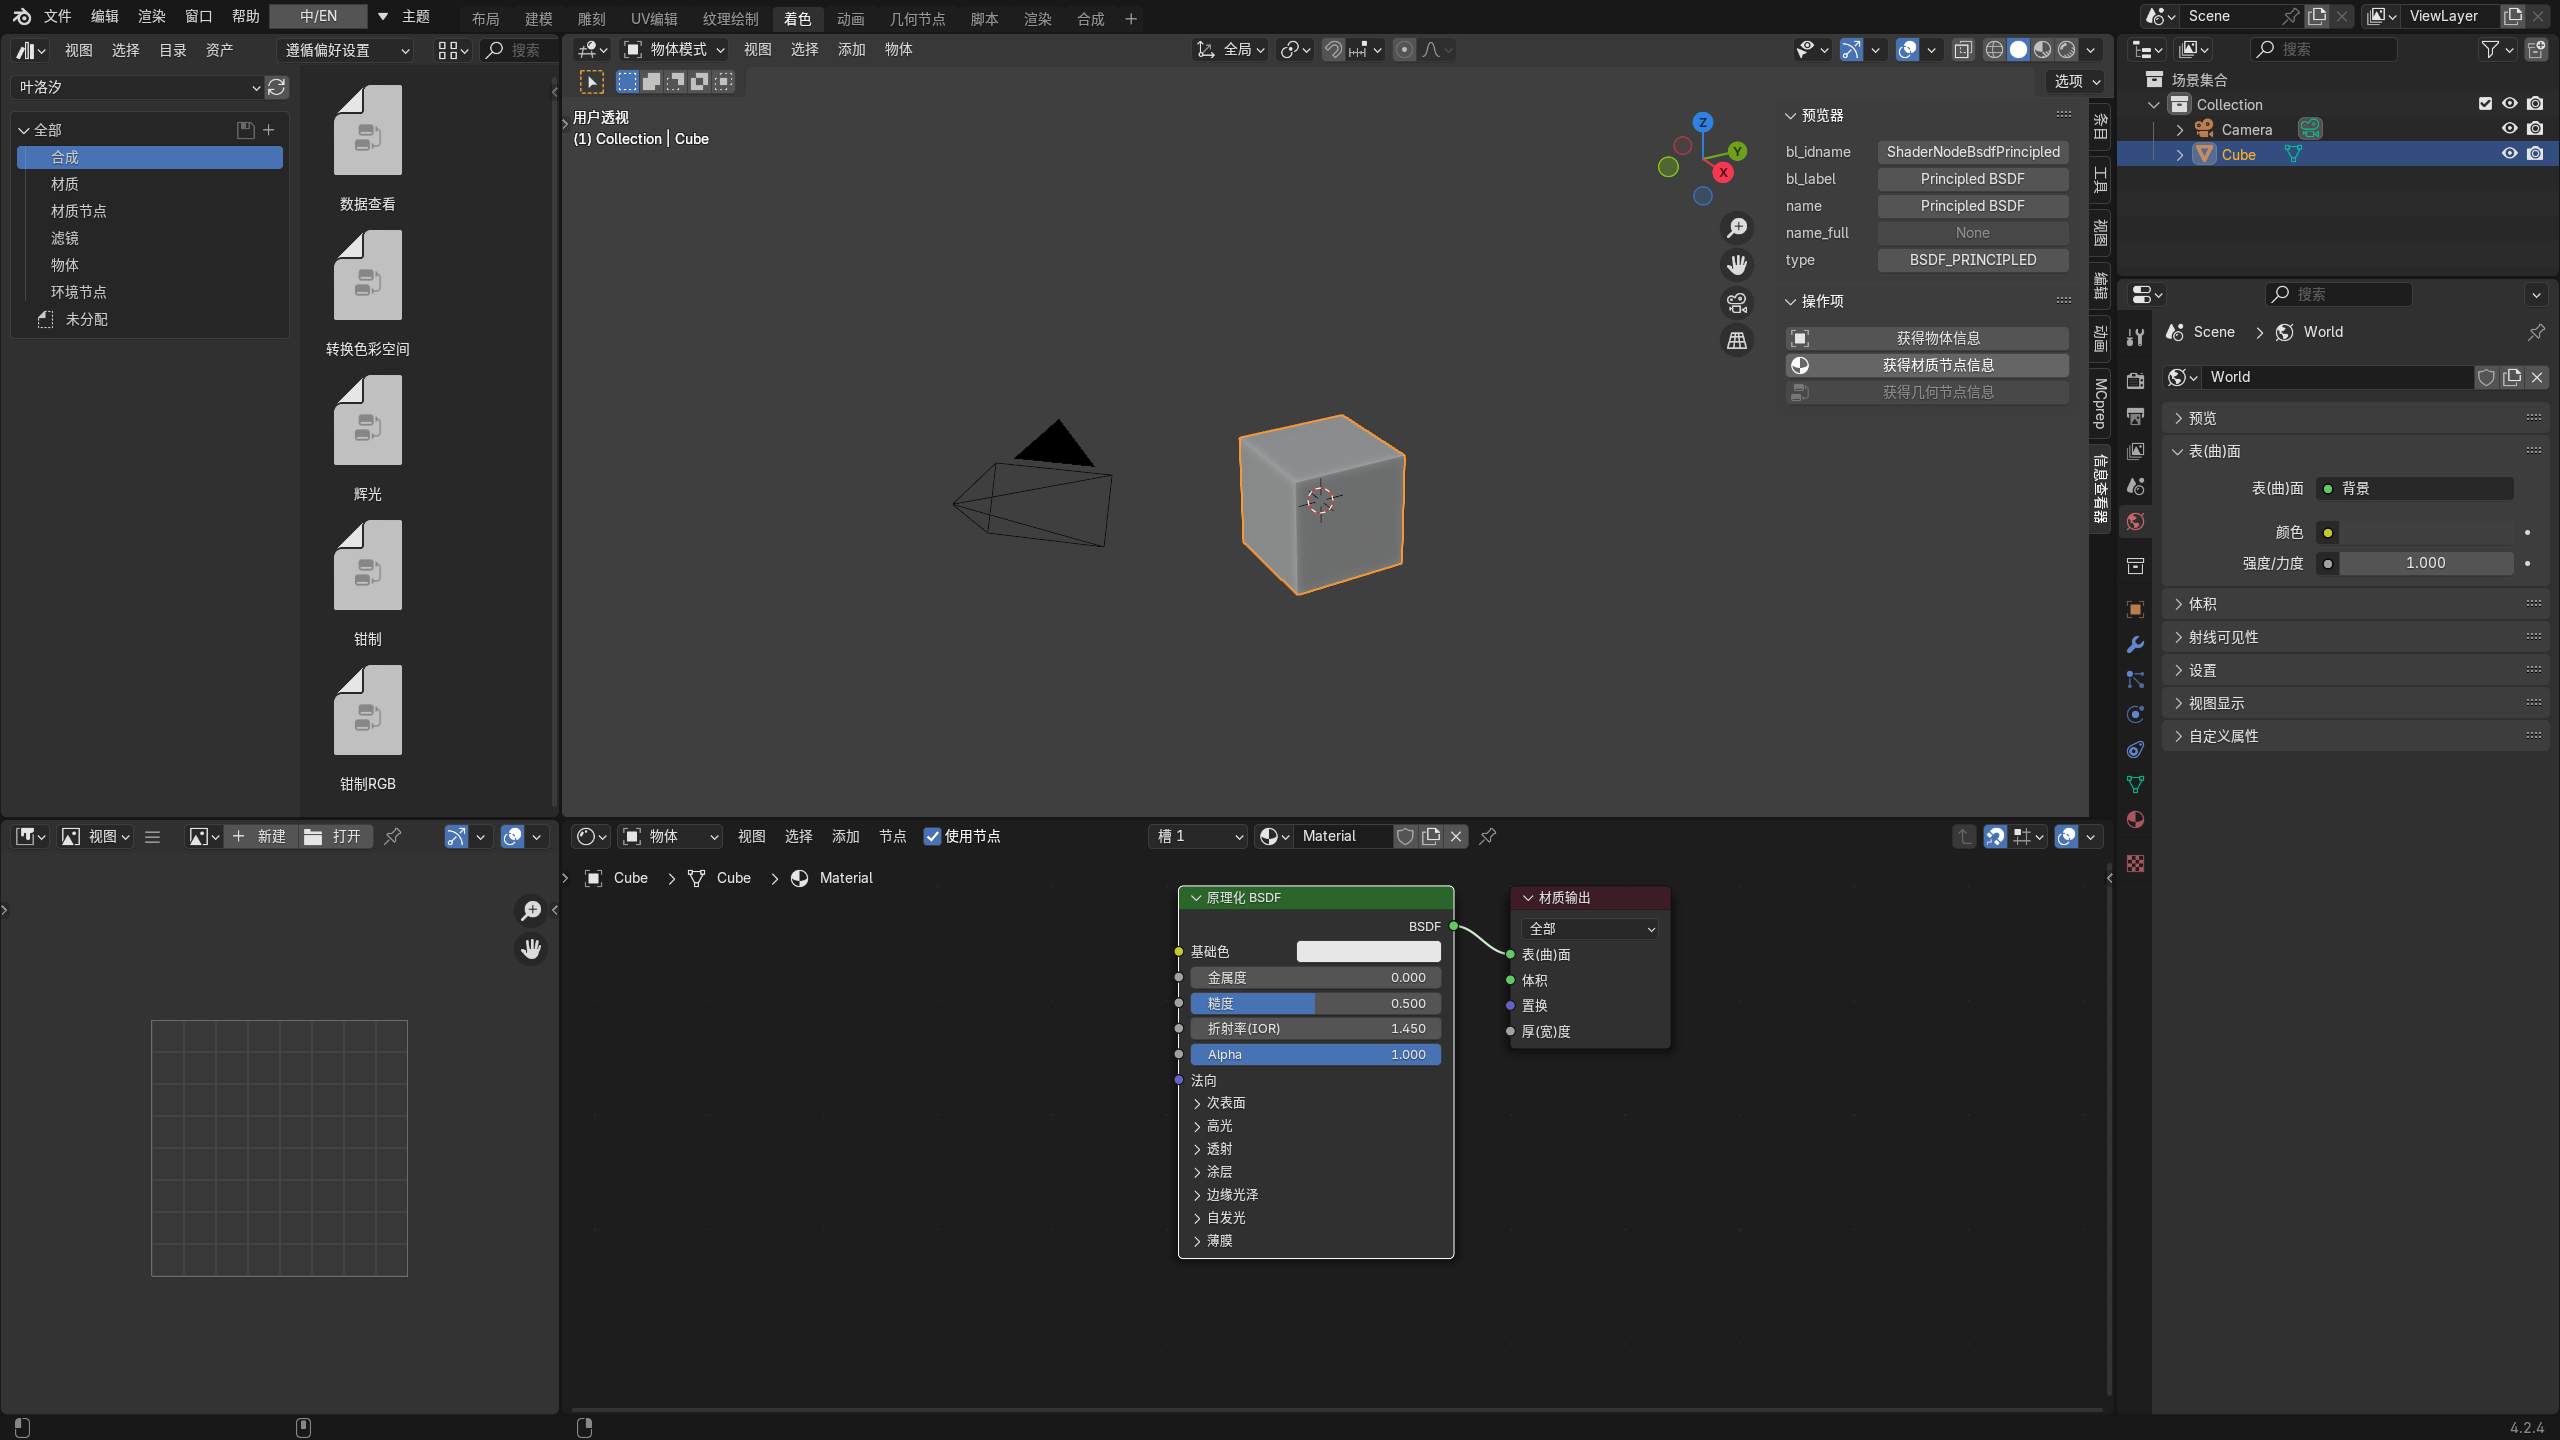 文件 编辑 渲染 窗口 帮助 中/EN 主题 布局 建模 雕刻 UV编辑 纹理绘制 着色 动画 几何节点 脚本 渲染 合成 Scene ViewLayer
视图 选择 目录 资产 遵循偏好设置 搜索
叶洛汐
全部
合成
材质
材质节点
滤镜
物体
环境节点
未分配
数据查看
转换色彩空间
辉光
钳制
钳制RGB
物体模式 视图 选择 添加 物体 全局
选项
用户透视
(1) Collection | Cube
Z
Y
X
预览器
bl_idname ShaderNodeBsdfPrincipled
bl_label Principled BSDF
name Principled BSDF
name_full None
type BSDF_PRINCIPLED
操作项
获得物体信息
获得材质节点信息
获得几何节点信息
条目
工具
视图
编辑
动画
MCprep
信息查看器
搜索
场景集合
Collection
Camera
Cube
搜索
Scene World
World
预览
表(曲)面
表(曲)面 背景
颜色
强度/力度 1.000
体积
射线可见性
设置
视图显示
自定义属性
视图 新建 打开
物体 视图 选择 添加 节点 使用节点 槽 1 Material
Cube Cube Material
原理化 BSDF
BSDF
基础色
金属度 0.000
糙度 0.500
折射率(IOR) 1.450
Alpha 1.000
法向
次表面
高光
透射
涂层
边缘光泽
自发光
薄膜
材质输出
全部
表(曲)面
体积
置换
厚(宽)度
4.2.4